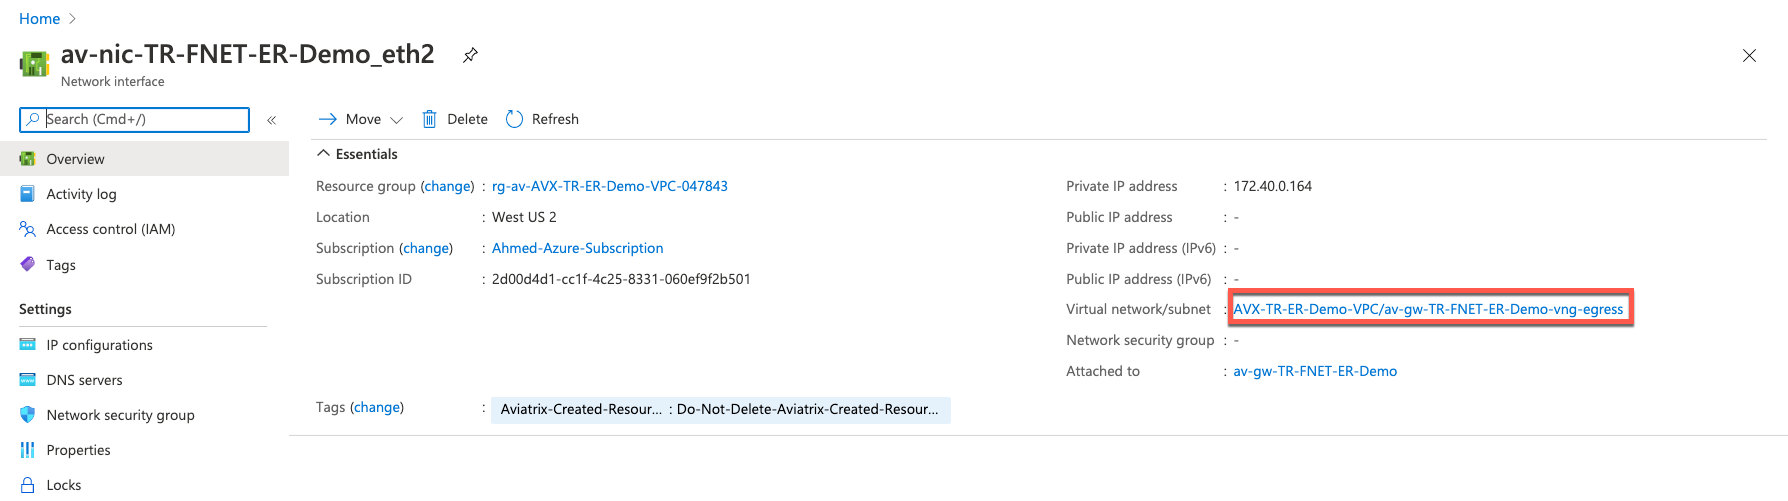 Home
av-nic-TR-FNET-ER-Demo_eth2
Network interface
Search (Cmd+/)
«
Move
Delete
Refresh
Overview
Activity log
Access control (IAM)
Tags
Settings
IP configurations
DNS servers
Network security group
Properties
Locks
Essentials
Resource group (change) : rg-av-AVX-TR-ER-Demo-VPC-047843
Location : West US 2
Subscription (change) : Ahmed-Azure-Subscription
Subscription ID : 2d00d4d1-cc1f-4c25-8331-060ef9f2b501
Private IP address : 172.40.0.164
Public IP address : -
Private IP address (IPv6) : -
Public IP address (IPv6) : -
Virtual network/subnet : AVX-TR-ER-Demo-VPC/av-gw-TR-FNET-ER-Demo-vng-egress
Network security group : -
Attached to : av-gw-TR-FNET-ER-Demo
Tags (change) : Aviatrix-Created-Resour... : Do-Not-Delete-Aviatrix-Created-Resour...